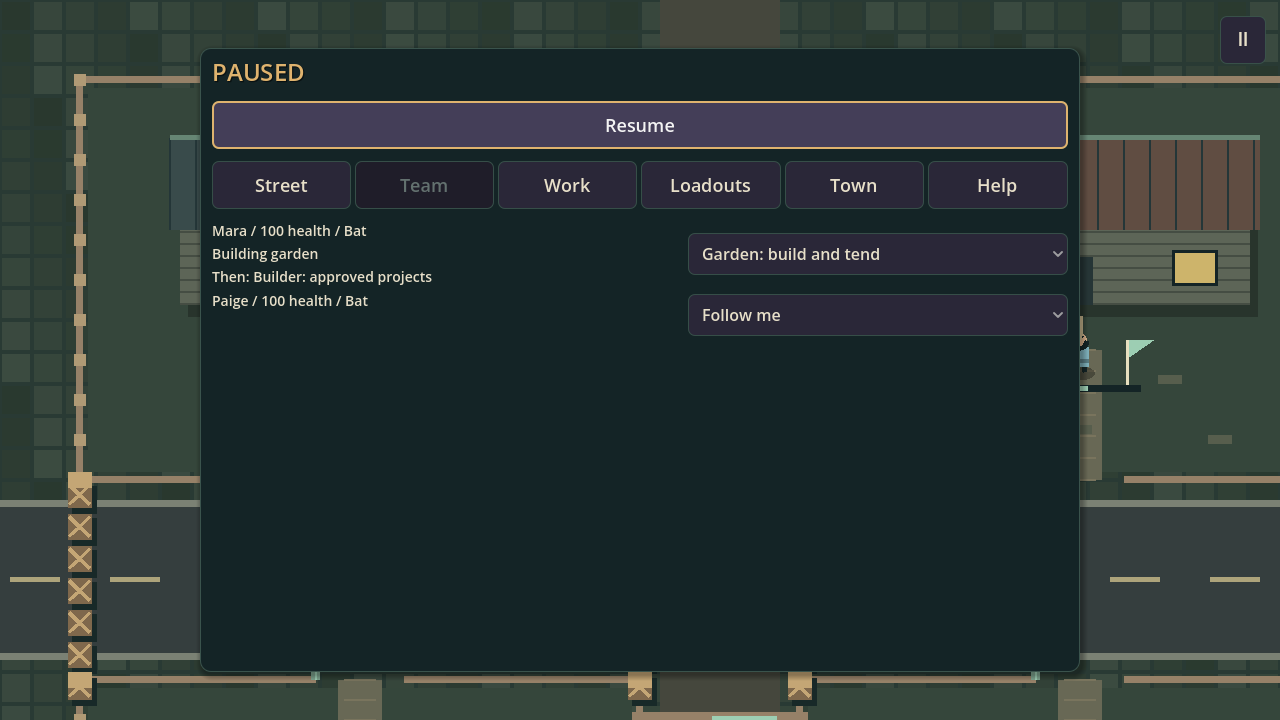 PAUSED
Resume
Street
Team
Work
Loadouts
Town
Help
Mara / 100 health / Bat
Building garden
Then: Builder: approved projects
Garden: build and tend
Paige / 100 health / Bat
Follow me